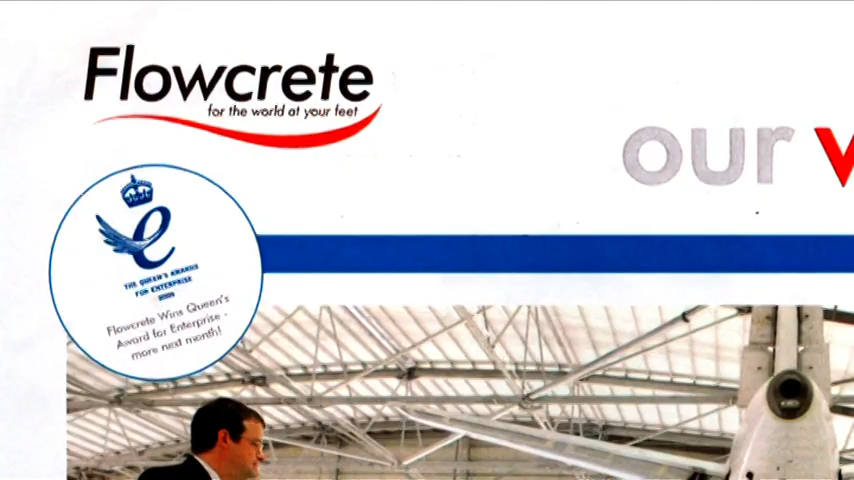 Flowcrete
for the world at your feet
our
THE QUEEN'S AWARDS
FOR ENTERPRISE
Flowcrete Wins Queen's
Award for Enterprise -
more next month!